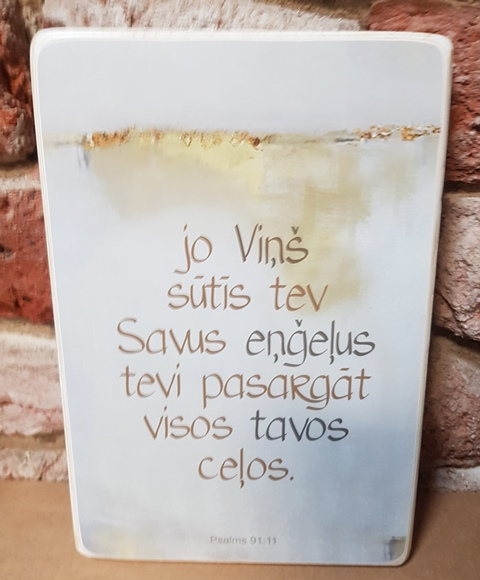 jo Viņš
sūtīs tev
Savus eņģeļus
tevi pasargāt
visos tavos
ceļos.
Psalms 91:11